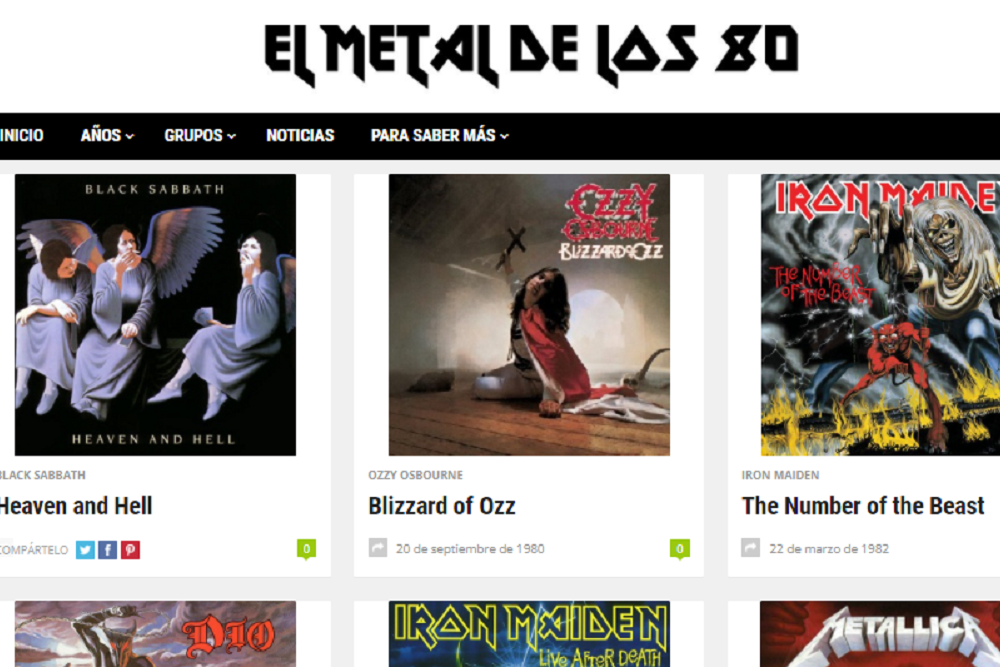 EL METAL DE LOS 80
INICIO AÑOS GRUPOS NOTICIAS PARA SABER MÁS
BLACK SABBATH
HEAVEN AND HELL
OZZY
OSBOURNE
BLIZZARD OF OZZ
IRON MAIDE
THE NUMBER
OF THE BEAST
LACK SABBATH
Heaven and Hell
COMPÁRTELO
0
OZZY OSBOURNE
Blizzard of Ozz
20 de septiembre de 1980
0
IRON MAIDEN
The Number of the Beast
22 de marzo de 1982
DIO
IRON MAIDEN
LIVE AFTER DEATH
METALLICA